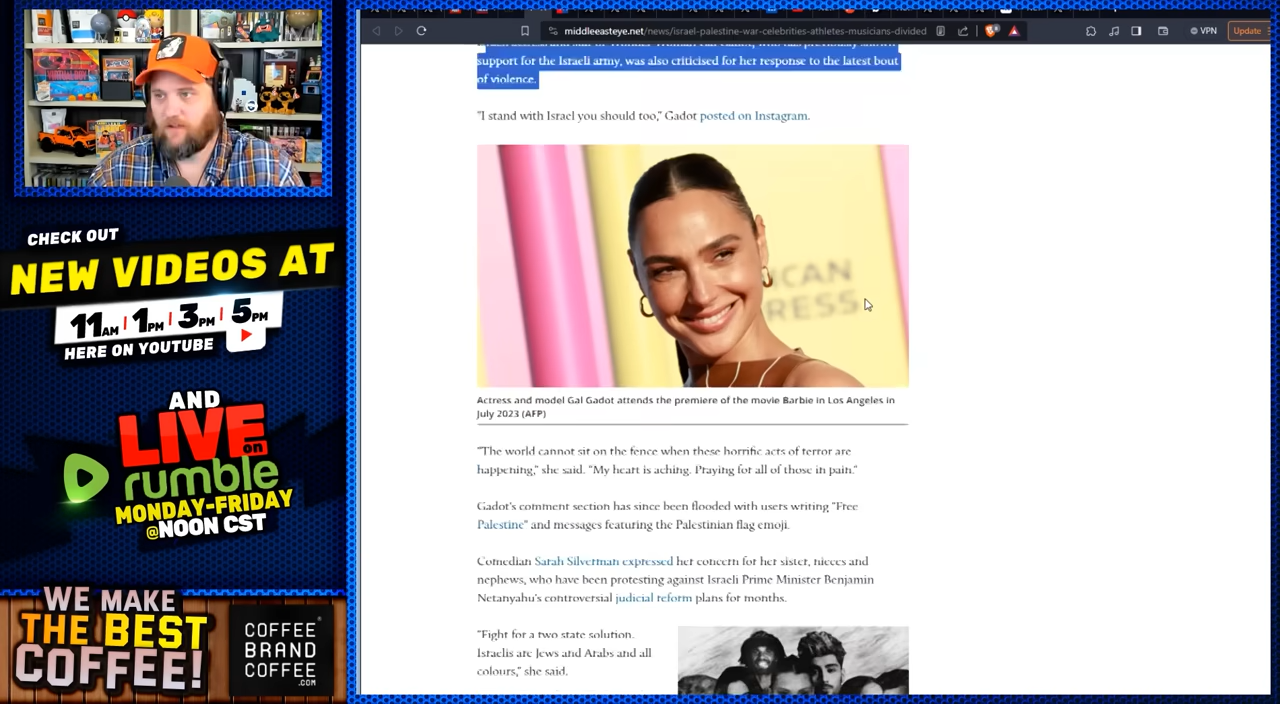 CHECK OUT
NEW VIDEOS AT
11AM | 1PM | 3PM | 5PM
HERE ON YOUTUBE
AND
LIVE
on
rumble
MONDAY-FRIDAY
@NOON CST
WE MAKE
THE BEST
COFFEE!
COFFEE
BRAND
COFFEE
.COM
middleeasteye.net/news/israel-palestine-war-celebrities-athletes-musicians-divided
VPN
Update
support for the Israeli army, was also criticised for her response to the latest bout
of violence.
"I stand with Israel you should too," Gadot posted on Instagram.
ICAN
RESS
Actress and model Gal Gadot attends the premiere of the movie Barbie in Los Angeles in
July 2023 (AFP)
"The world cannot sit on the fence when these horrific acts of terror are
happening," she said. "My heart is aching. Praying for all of those in pain."
Gadot's comment section has since been flooded with users writing "Free
Palestine" and messages featuring the Palestinian flag emoji.
Comedian Sarah Silverman expressed her concern for her sister, nieces and
nephews, who have been protesting against Israeli Prime Minister Benjamin
Netanyahu's controversial judicial reform plans for months.
"Fight for a two state solution.
Israelis are Jews and Arabs and all
colours," she said.